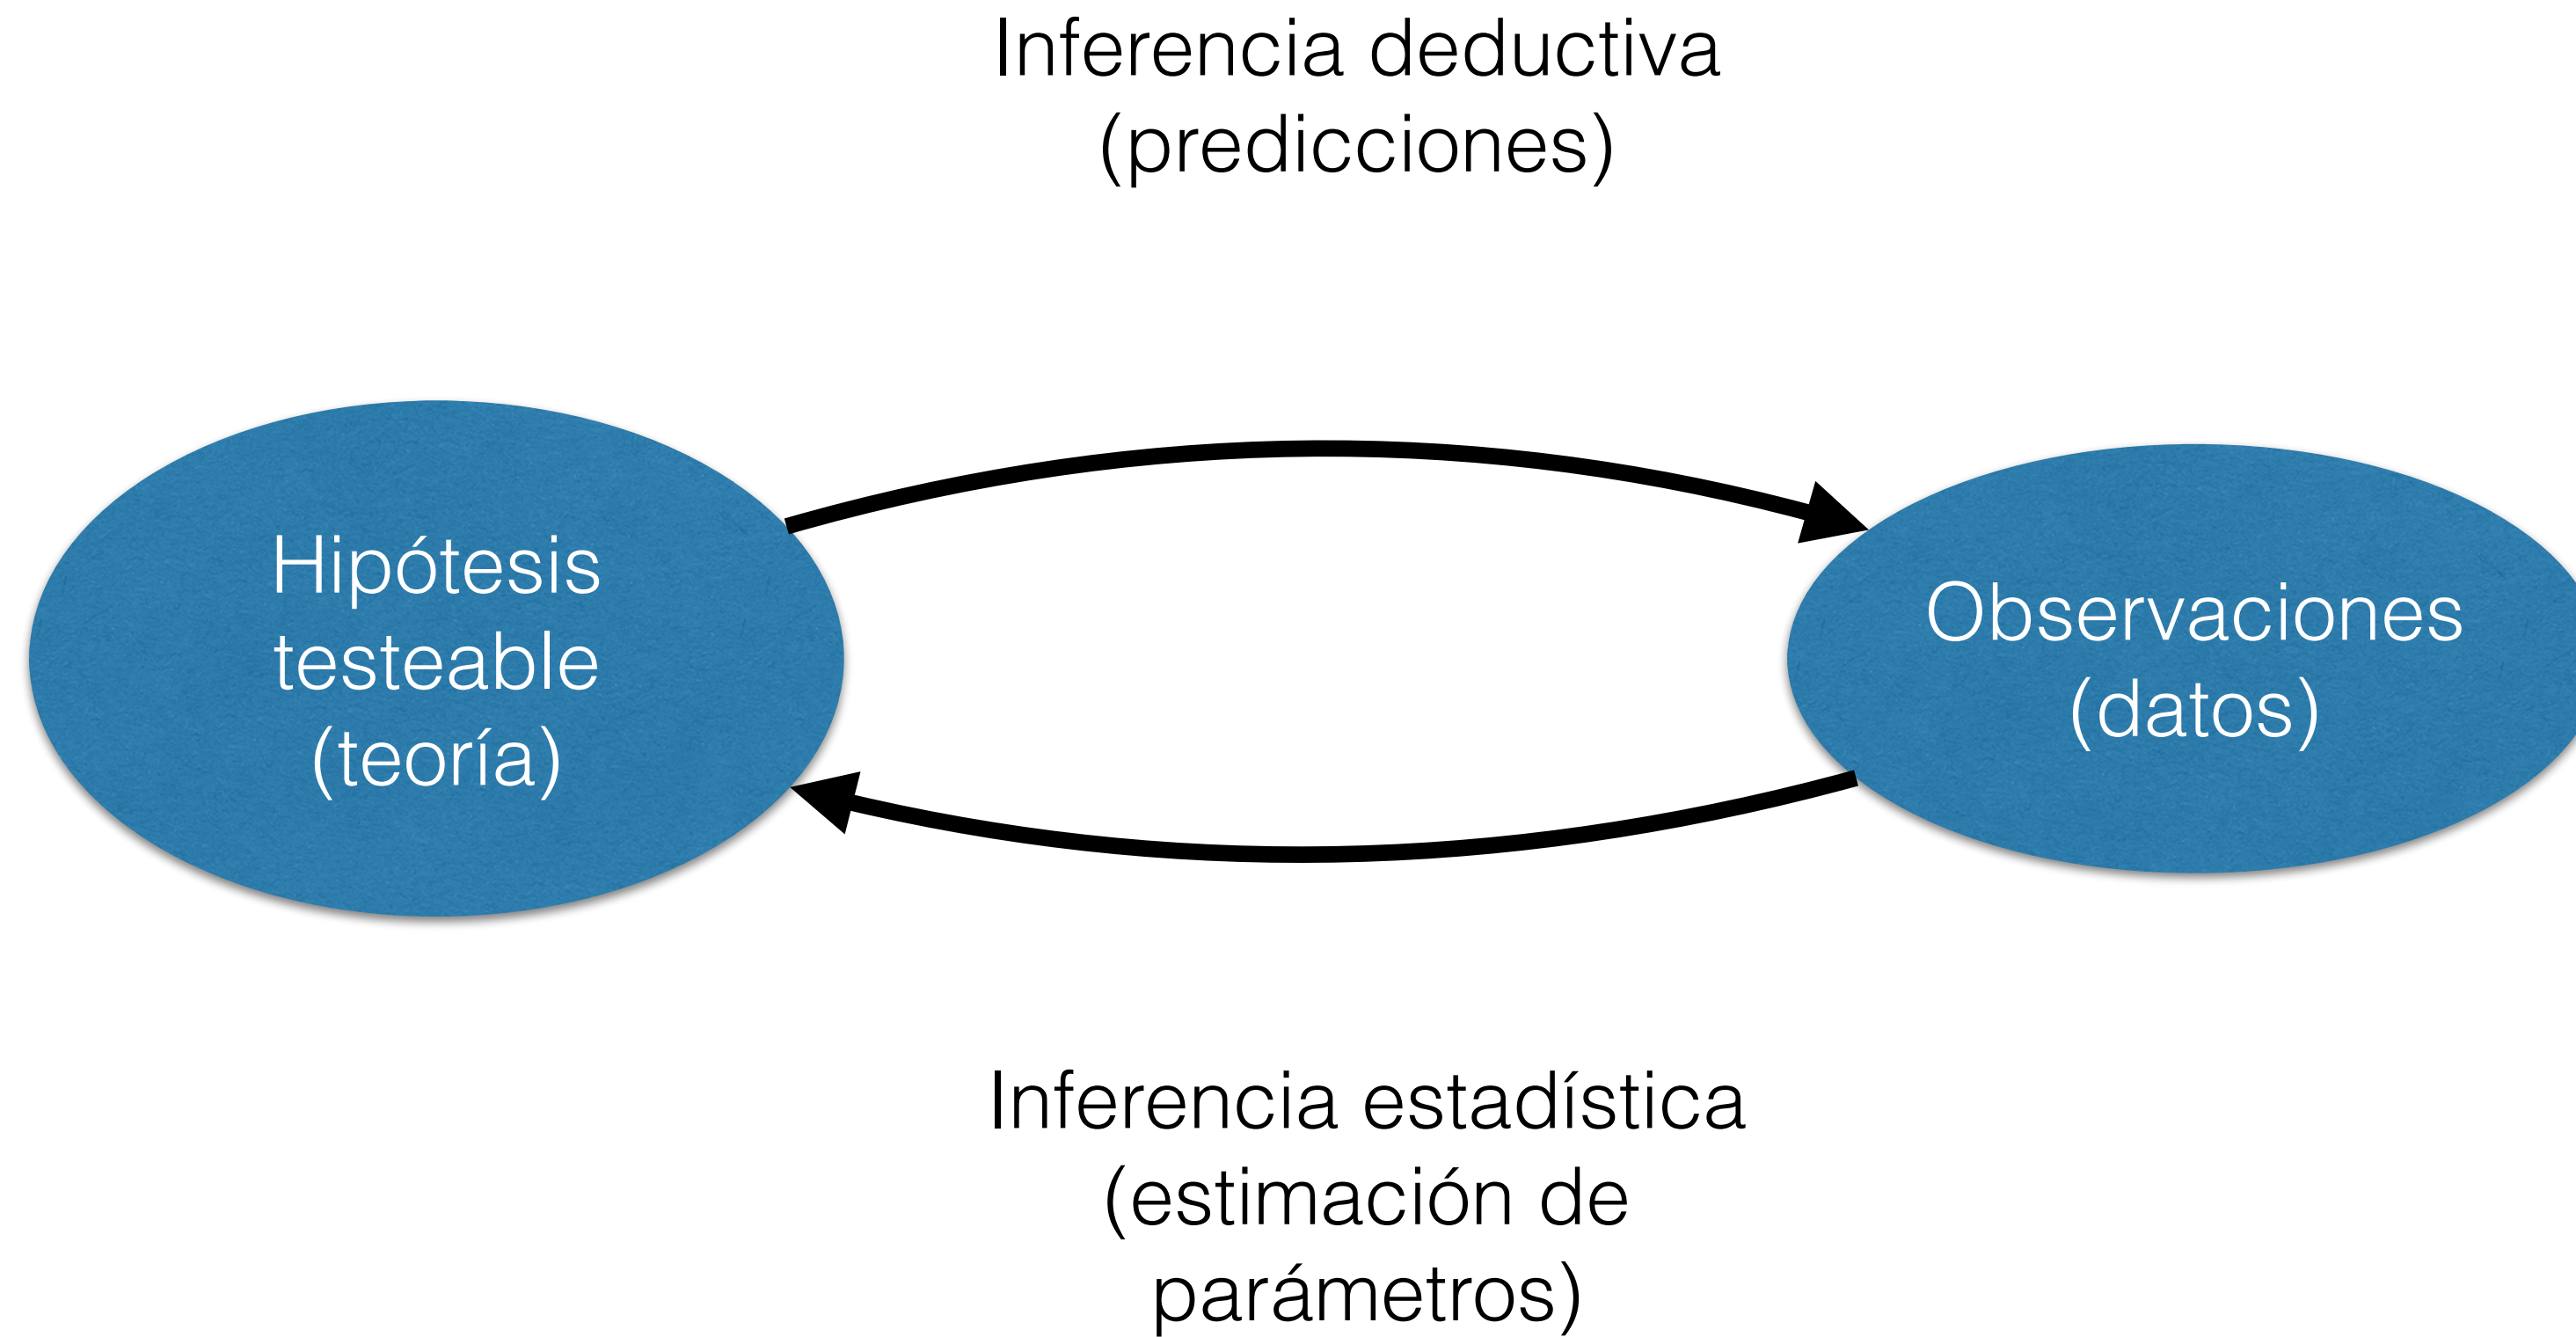 Inferencia deductiva
(predicciones)
Hipótesis
testeable
(teoría)
Observaciones
(datos)
Inferencia estadística
(estimación de
parámetros)